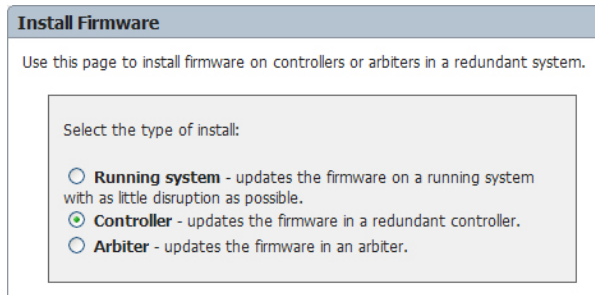 Install Firmware
Use this page to install firmware on controllers or arbiters in a redundant system.
Select the type of install:
Running system - updates the firmware on a running system
with as little disruption as possible.
Controller - updates the firmware in a redundant controller.
Arbiter - updates the firmware in an arbiter.